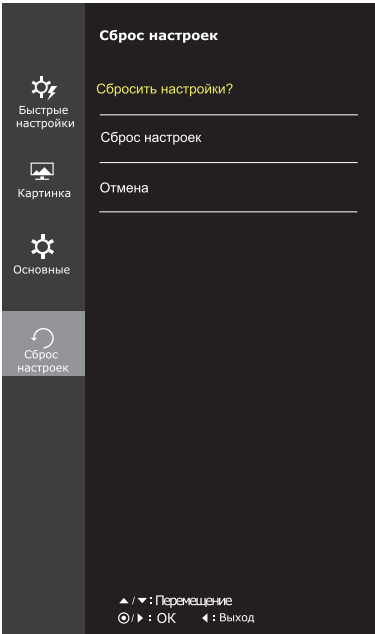 Сброс настроек
Быстрые
настройки
Картинка
Основные
Сброс
настроек
Сбросить настройки?
Сброс настроек
Отмена
▲/▼: Перемещение
◉/▶ : OK ◀ : Выход